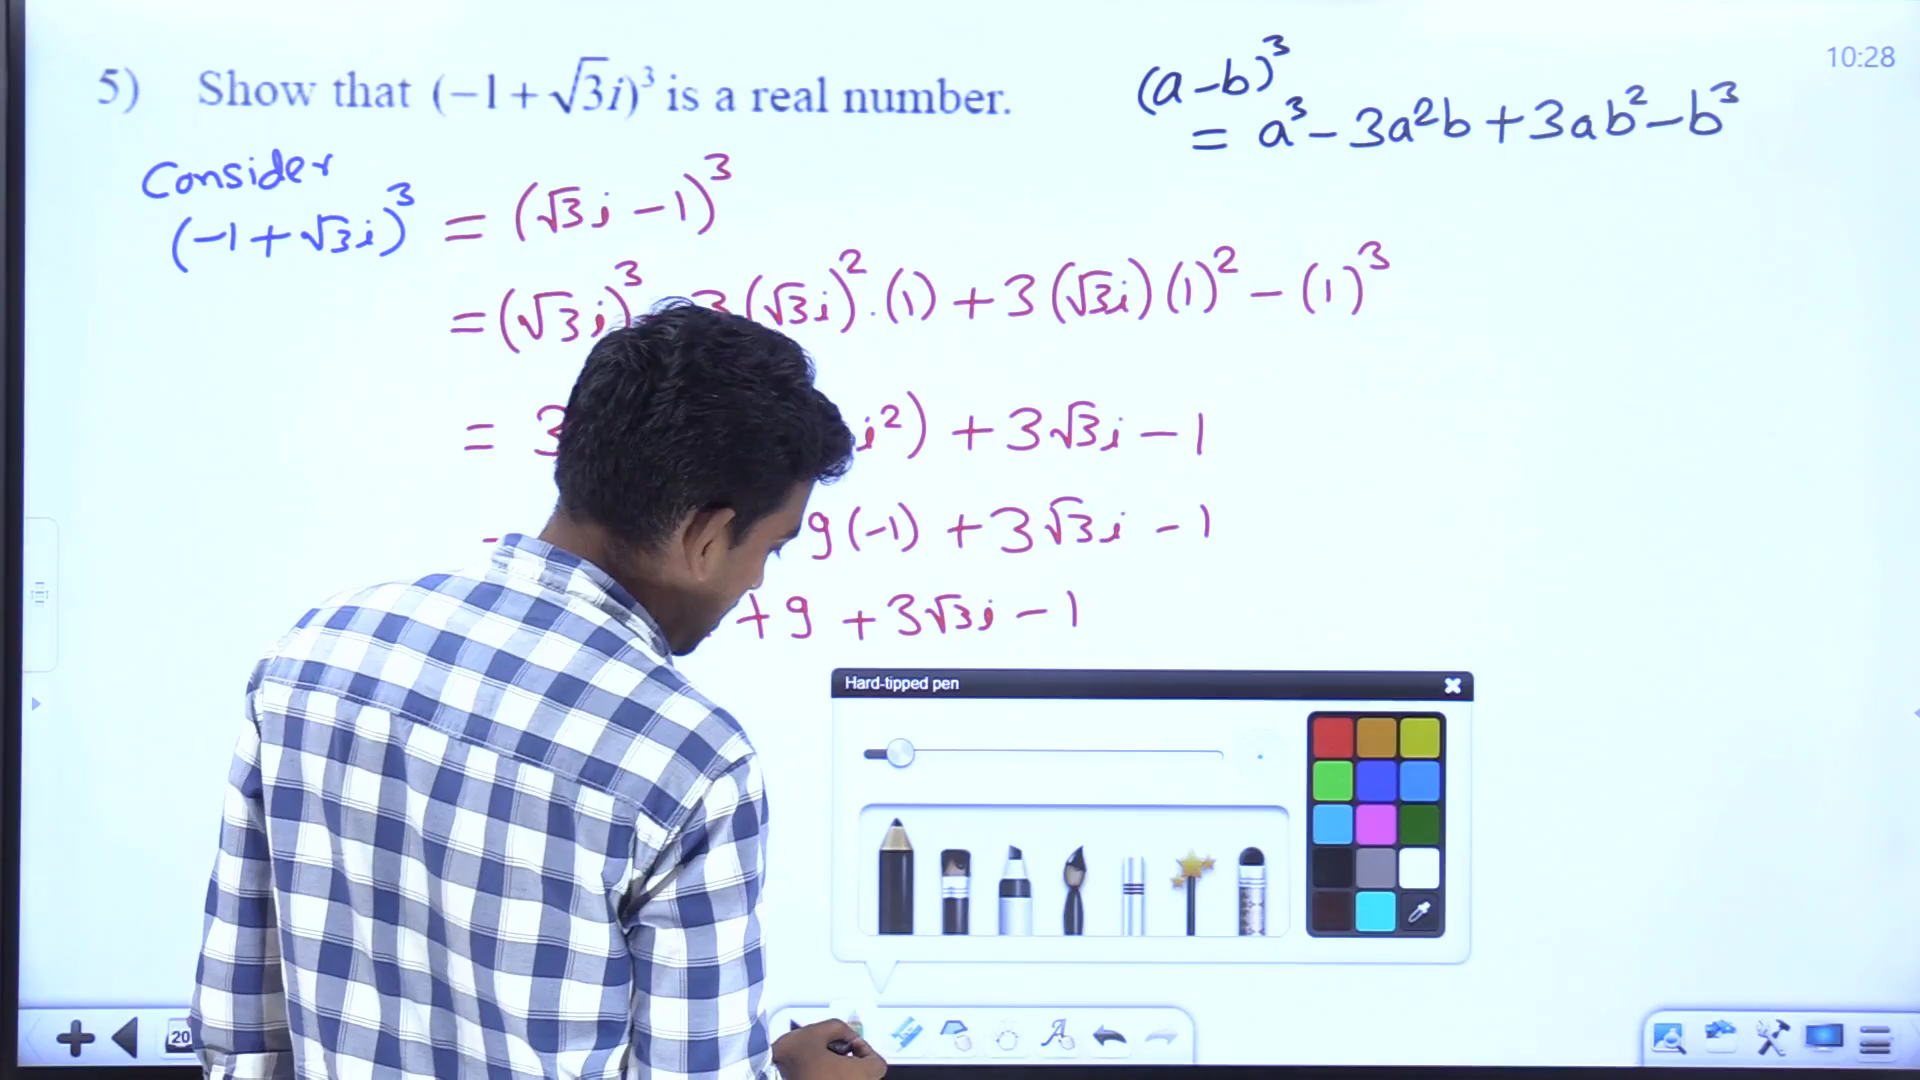 5) Show that (−1 + √3i)³ is a real number.
10:28
(a−b)³
= a³ − 3a²b + 3ab² − b³
Consider
(−1+√3i)³ = (√3i − 1)³
= (√3i)³ 3(√3i)².(1) + 3(√3i)(1)² − (1)³
= 3 i²) + 3√3i − 1
9(−1) + 3√3i − 1
+9 + 3√3i − 1
Hard-tipped pen
20